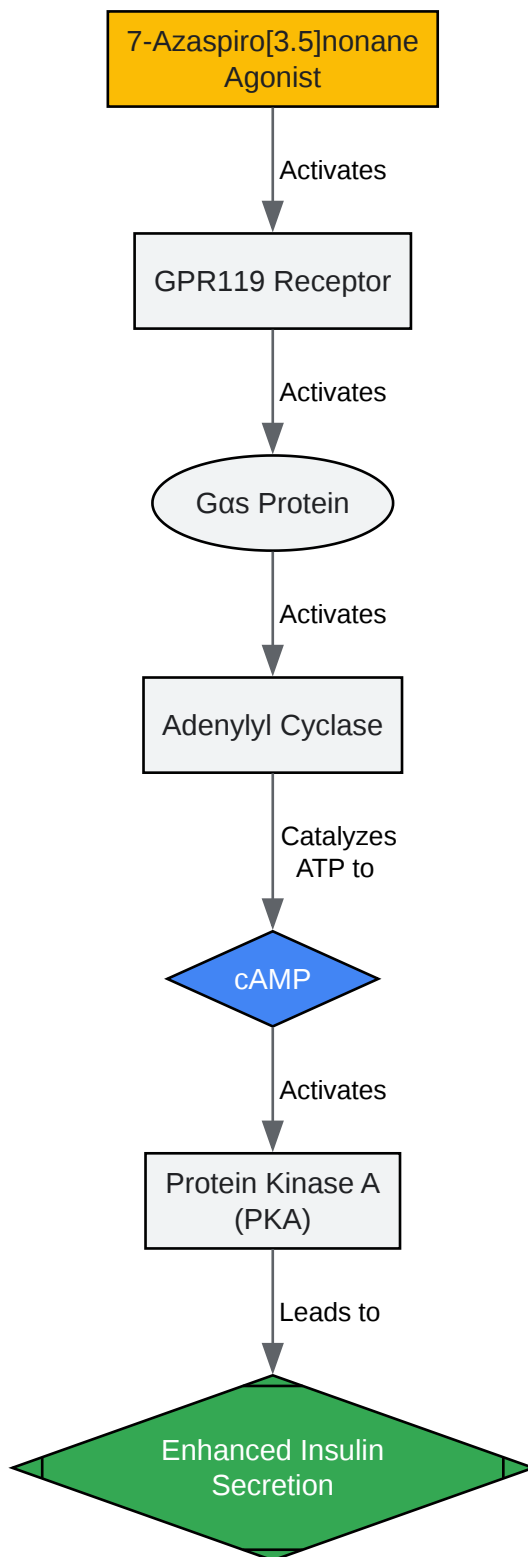 7-Azaspiro[3.5]nonane
Agonist
Activates
GPR119 Receptor
Activates
Gαs Protein
Activates
Adenylyl Cyclase
Catalyzes
ATP to
cAMP
Activates
Protein Kinase A
(PKA)
Leads to
Enhanced Insulin
Secretion